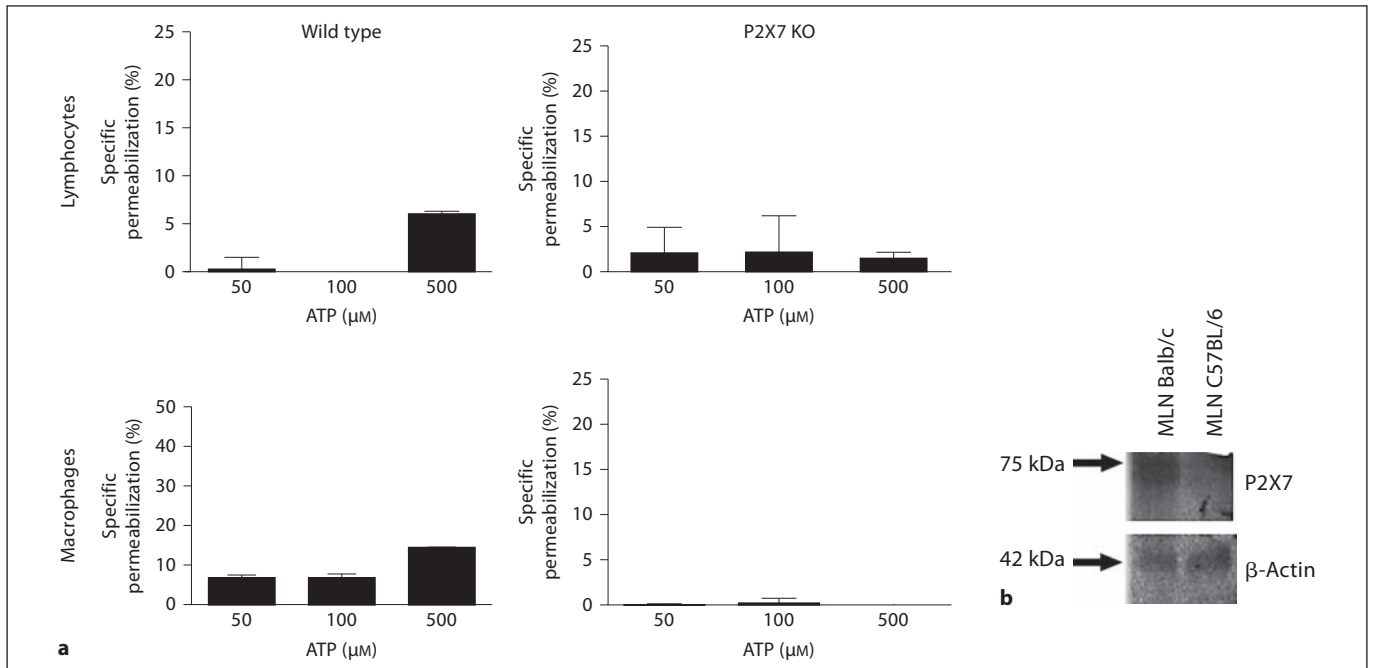 Wild type
Lymphocytes
Specific
permeabilization (%)
25
20
15
10
5
0
50 100 500
ATP (µM)
P2X7 KO
Specific
permeabilization (%)
25
20
15
10
5
0
50 100 500
ATP (µM)
Macrophages
Specific
permeabilization (%)
50
40
30
20
10
0
50 100 500
ATP (µM)
a
Specific
permeabilization (%)
25
20
15
10
5
0
50 100 500
ATP (µM)
MLN Balb/c
MLN C57BL/6
75 kDa
P2X7
42 kDa
β-Actin
b